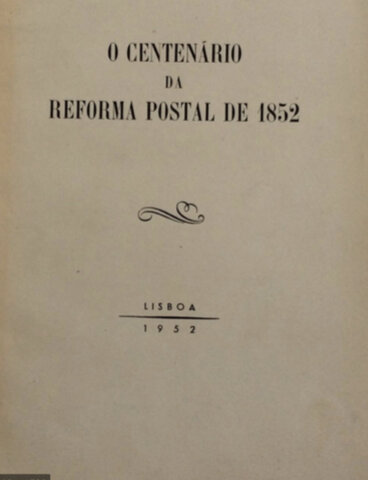 O CENTENÁRIO
DA
REFORMA POSTAL DE 1852
LISBOA
1952